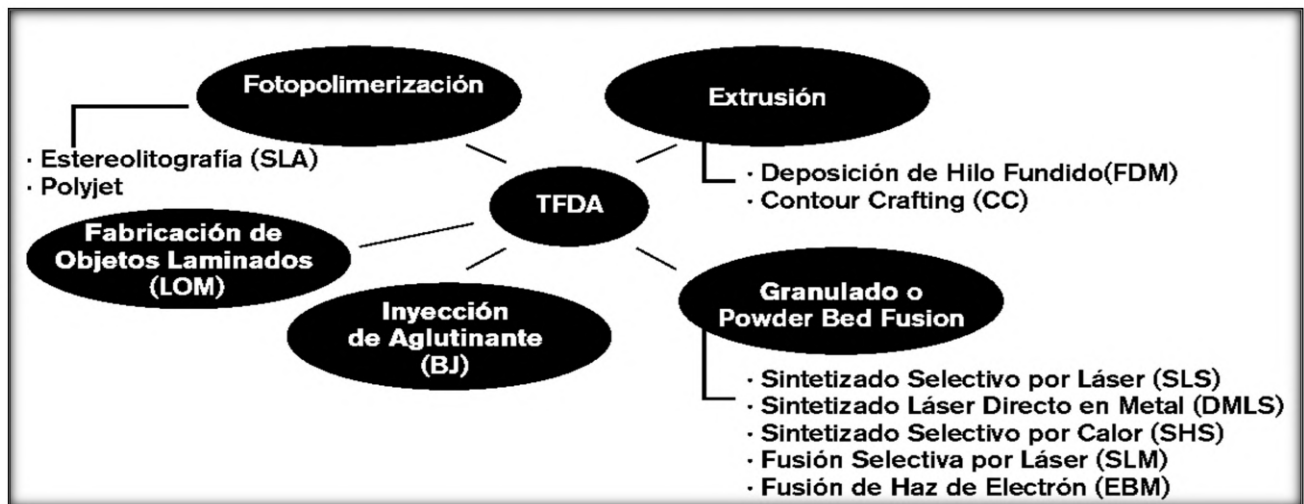 Fotopolimerización
· Estereolitografía (SLA)
· Polyjet
Extrusión
· Deposición de Hilo Fundido(FDM)
· Contour Crafting (CC)
TFDA
Fabricación de
Objetos Laminados
(LOM)
Inyección
de Aglutinante
(BJ)
Granulado o
Powder Bed Fusion
· Sintetizado Selectivo por Láser (SLS)
· Sintetizado Láser Directo en Metal (DMLS)
· Sintetizado Selectivo por Calor (SHS)
· Fusión Selectiva por Láser (SLM)
· Fusión de Haz de Electrón (EBM)